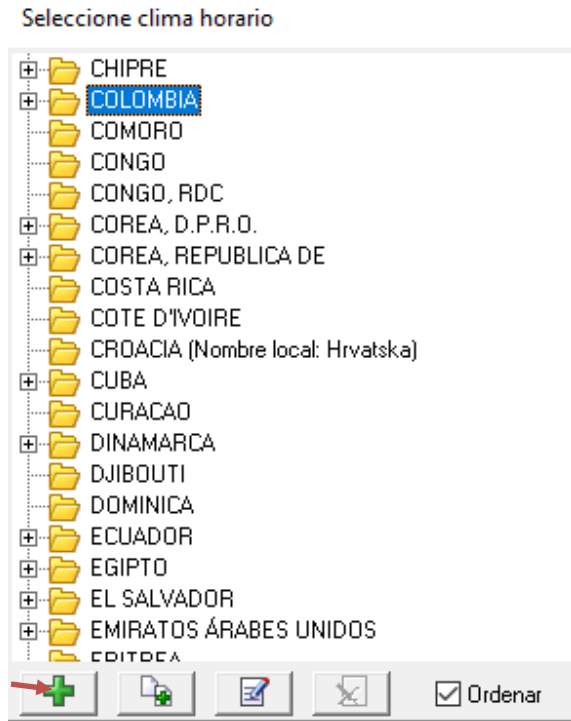 Seleccione clima horario
CHIPRE
COLOMBIA
COMORO
CONGO
CONGO, RDC
COREA, D.P.R.O.
COREA, REPUBLICA DE
COSTA RICA
COTE D'IVOIRE
CROACIA (Nombre local: Hrvatska)
CUBA
CURACAO
DINAMARCA
DJIBOUTI
DOMINICA
ECUADOR
EGIPTO
EL SALVADOR
EMIRATOS ÁRABES UNIDOS
ERITREA
Ordenar